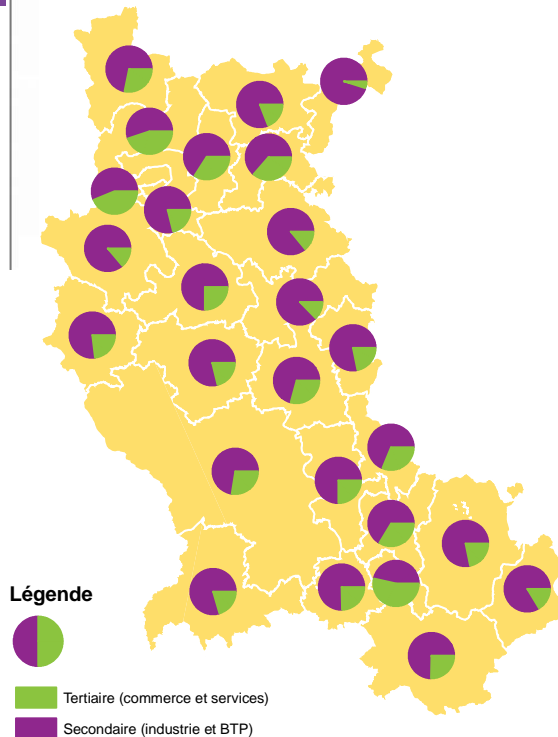 Légende
Tertiaire (commerce et services)
Secondaire (industrie et BTP)